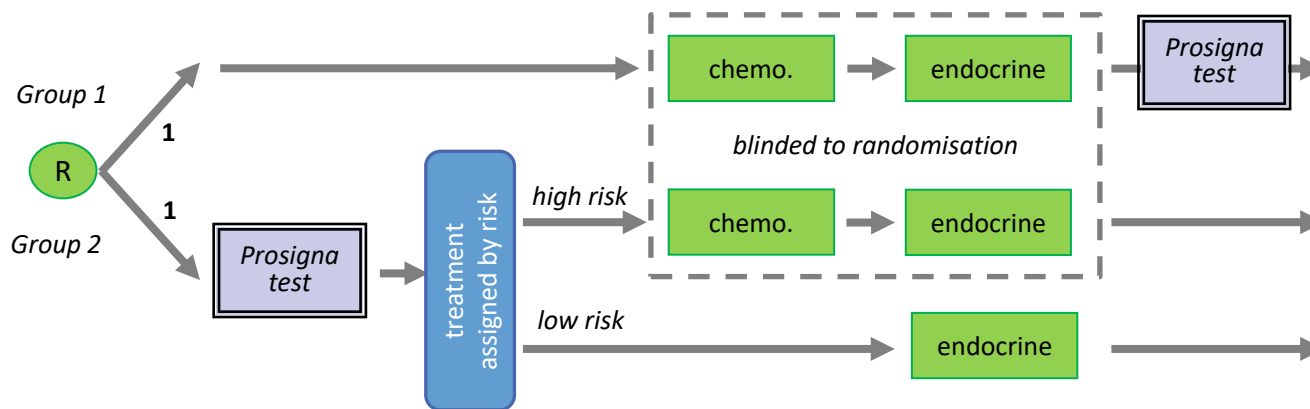 Group 1
R
1
1
Group 2
chemo.
endocrine
Prosigna
test
blinded to randomisation
Prosigna
test
treatment
assigned by risk
high risk
chemo.
endocrine
low risk
endocrine